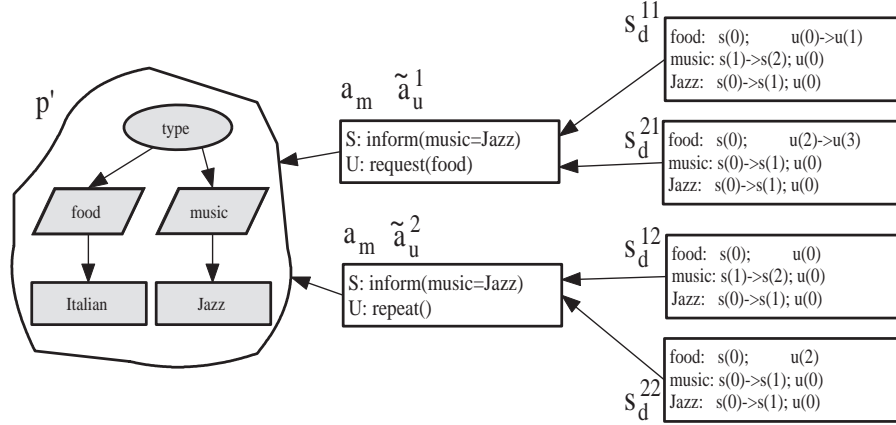 p'
type
food music
Italian Jazz
a_m ã_u^1
S: inform(music=Jazz)
U: request(food)
a_m ã_u^2
S: inform(music=Jazz)
U: repeat()
s_d^11
food: s(0); u(0)->u(1)
music: s(1)->s(2); u(0)
Jazz: s(0)->s(1); u(0)
s_d^21
food: s(0); u(2)->u(3)
music: s(0)->s(1); u(0)
Jazz: s(0)->s(1); u(0)
s_d^12
food: s(0); u(0)
music: s(1)->s(2); u(0)
Jazz: s(0)->s(1); u(0)
s_d^22
food: s(0); u(2)
music: s(0)->s(1); u(0)
Jazz: s(0)->s(1); u(0)